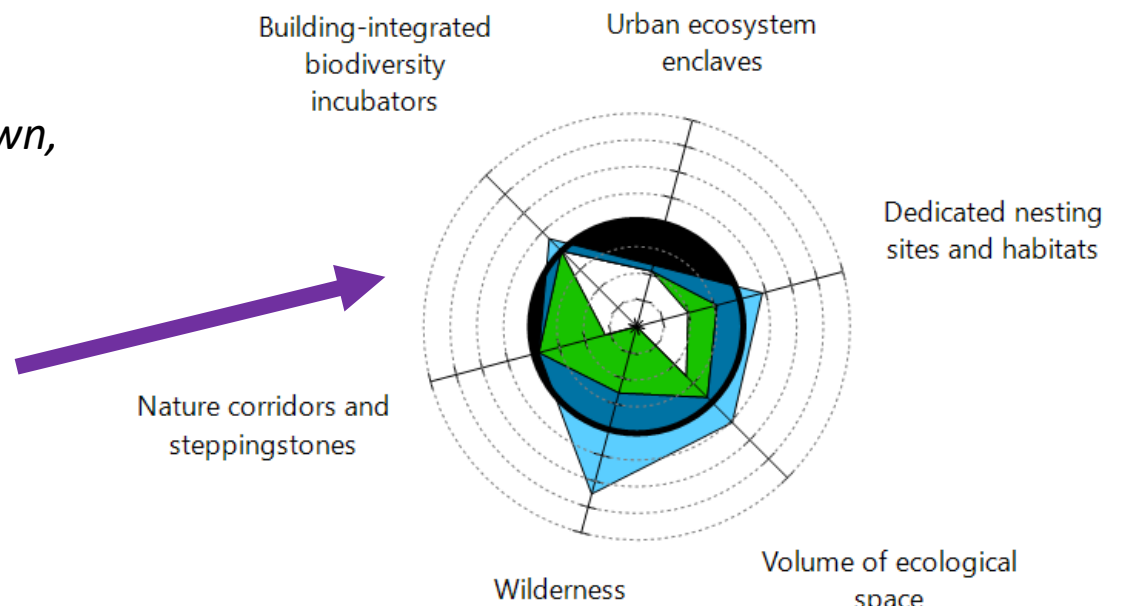 Building-integrated
biodiversity
incubators
Urban ecosystem
enclaves
Dedicated nesting
sites and habitats
Nature corridors and
steppingstones
Wilderness
Volume of ecological
space